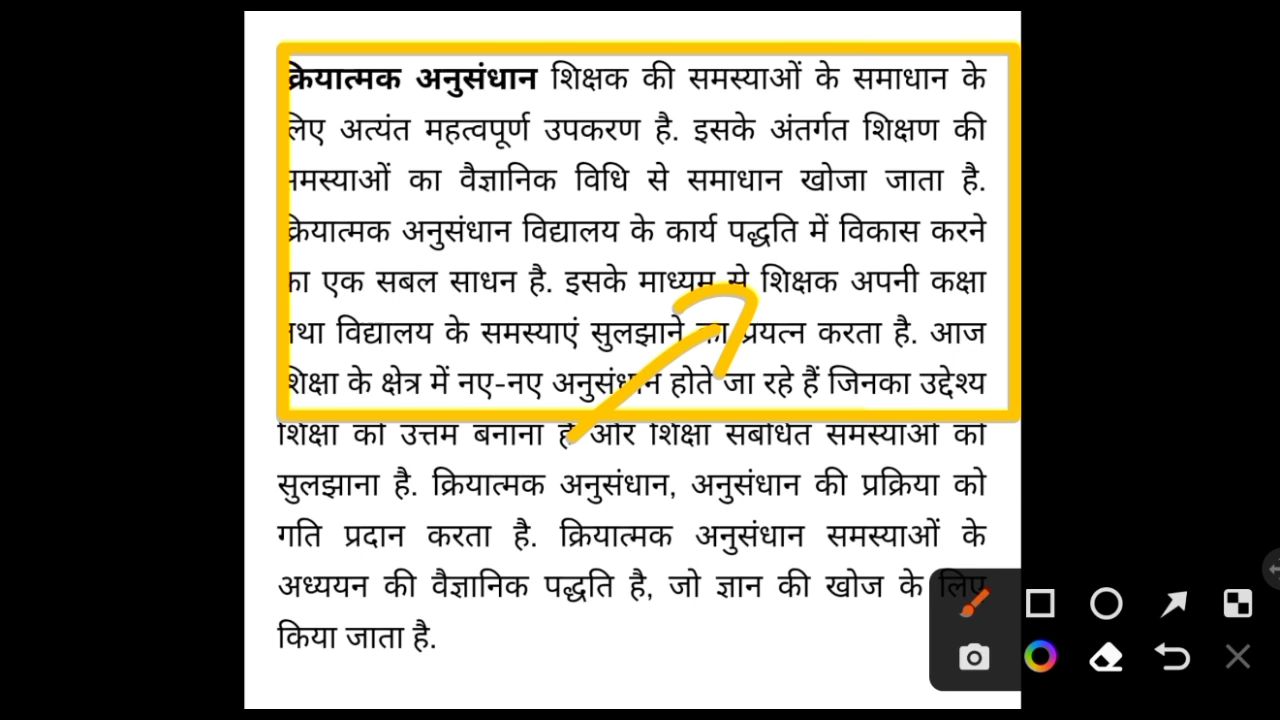 क्रियात्मक अनुसंधान शिक्षक की समस्याओं के समाधान के
लिए अत्यंत महत्वपूर्ण उपकरण है. इसके अंतर्गत शिक्षण की
समस्याओं का वैज्ञानिक विधि से समाधान खोजा जाता है.
क्रियात्मक अनुसंधान विद्यालय के कार्य पद्धति में विकास करने
का एक सबल साधन है. इसके माध्यम से शिक्षक अपनी कक्षा
तथा विद्यालय के समस्याएं सुलझाने का प्रयत्न करता है. आज
शिक्षा के क्षेत्र में नए-नए अनुसंधान होते जा रहे हैं जिनका उद्देश्य
शिक्षा को उत्तम बनाना है और शिक्षा संबंधित समस्याओं को
सुलझाना है. क्रियात्मक अनुसंधान, अनुसंधान की प्रक्रिया को
गति प्रदान करता है. क्रियात्मक अनुसंधान समस्याओं के
अध्ययन की वैज्ञानिक पद्धति है, जो ज्ञान की खोज के लिए
किया जाता है.